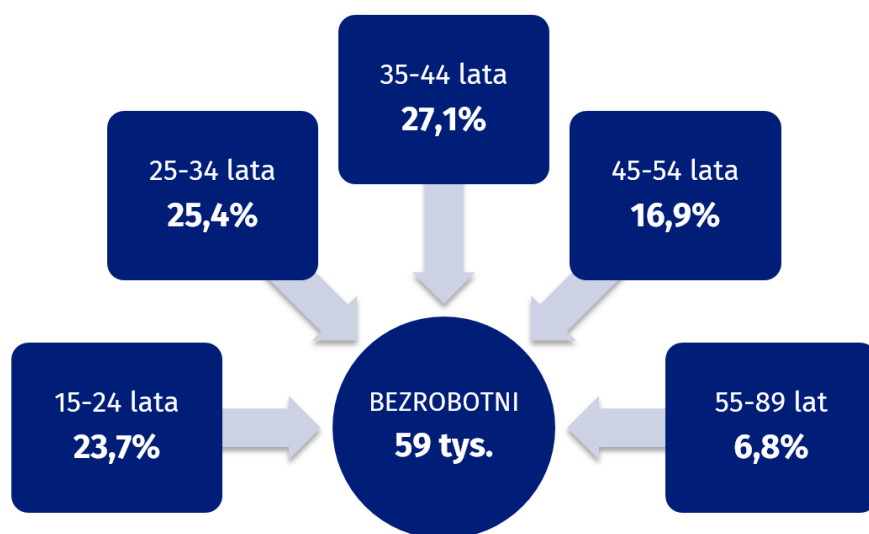 35-44 lata
27,1%
25-34 lata
25,4%
45-54 lata
16,9%
15-24 lata
23,7%
BEZROBOTNI
59 tys.
55-89 lat
6,8%